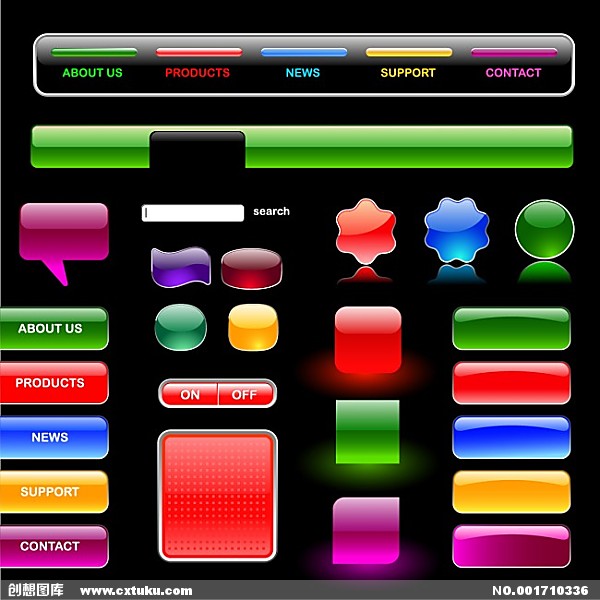 ABOUT US PRODUCTS NEWS SUPPORT CONTACT
search
ABOUT US
PRODUCTS
ON OFF
NEWS
SUPPORT
CONTACT
创想图库 www.cxtuku.com NO.001710336